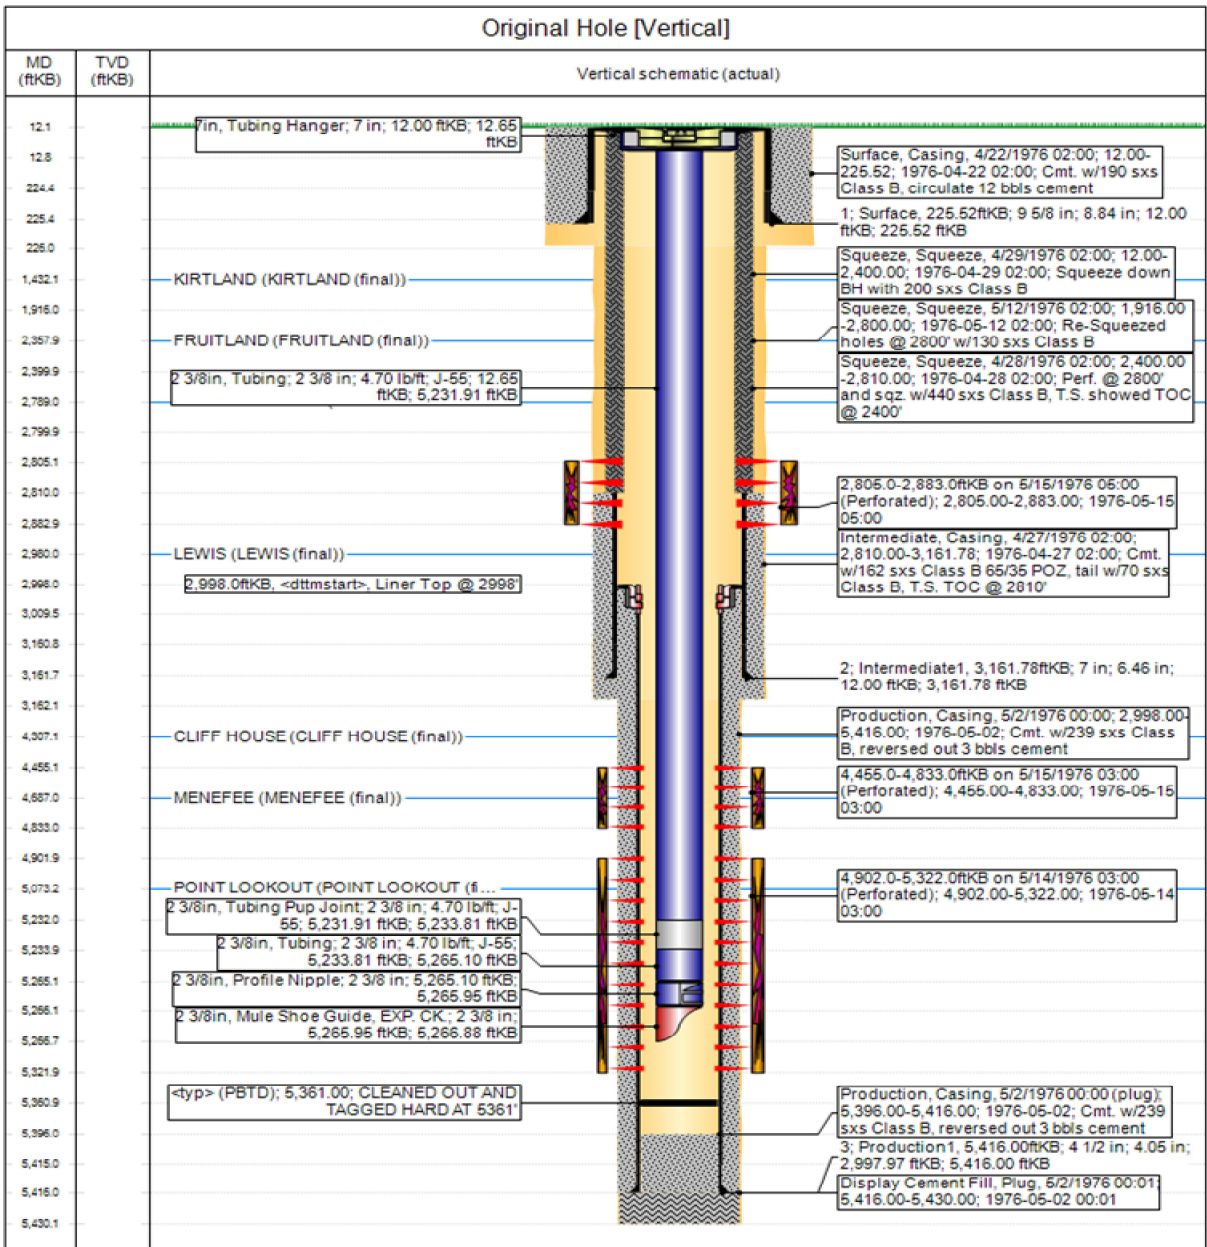 Original Hole [Vertical]
MD
(ftKB)
TVD
(ftKB)
Vertical schematic (actual)
12.1
12.8
224.4
225.4
226.0
1,432.1
1,916.0
2,357.9
2,399.9
2,789.0
2,799.9
2,805.1
2,810.0
2,882.9
2,980.0
2,998.0
3,009.5
3,160.8
3,161.7
3,162.1
4,307.1
4,455.1
4,687.0
4,833.0
4,901.9
5,073.2
5,232.0
5,233.9
5,265.1
5,266.1
5,266.7
5,321.9
5,360.9
5,396.0
5,415.0
5,416.0
5,430.1
7in, Tubing Hanger; 7 in; 12.00 ftKB; 12.65
ftKB
KIRTLAND (KIRTLAND (final))
FRUITLAND (FRUITLAND (final))
2 3/8in, Tubing; 2 3/8 in; 4.70 lb/ft; J-55; 12.65
ftKB; 5,231.91 ftKB
LEWIS (LEWIS (final))
2,998.0ftKB, <dttmstart>, Liner Top @ 2998'
CLIFF HOUSE (CLIFF HOUSE (final))
MENEFEE (MENEFEE (final))
POINT LOOKOUT (POINT LOOKOUT (fi...
2 3/8in, Tubing Pup Joint; 2 3/8 in; 4.70 lb/ft; J-
55; 5,231.91 ftKB; 5,233.81 ftKB
2 3/8in, Tubing; 2 3/8 in; 4.70 lb/ft; J-55;
5,233.81 ftKB; 5,265.10 ftKB
2 3/8in, Profile Nipple; 2 3/8 in; 5,265.10 ftKB;
5,265.95 ftKB
2 3/8in, Mule Shoe Guide, EXP. CK.; 2 3/8 in;
5,265.95 ftKB; 5,266.88 ftKB
<typ> (PBTD); 5,361.00; CLEANED OUT AND
TAGGED HARD AT 5361'
Surface, Casing, 4/22/1976 02:00; 12.00-
225.52; 1976-04-22 02:00; Cmt. w/190 sxs
Class B, circulate 12 bbls cement
1; Surface, 225.52ftKB; 9 5/8 in; 8.84 in; 12.00
ftKB; 225.52 ftKB
Squeeze, Squeeze, 4/29/1976 02:00; 12.00-
2,400.00; 1976-04-29 02:00; Squeeze down
BH with 200 sxs Class B
Squeeze, Squeeze, 5/12/1976 02:00; 1,916.00
-2,800.00; 1976-05-12 02:00; Re-Squeezed
holes @ 2800' w/130 sxs Class B
Squeeze, Squeeze, 4/28/1976 02:00; 2,400.00
-2,810.00; 1976-04-28 02:00; Perf. @ 2800'
and sqz. w/440 sxs Class B, T.S. showed TOC
@ 2400'
2,805.0-2,883.0ftKB on 5/15/1976 05:00
(Perforated); 2,805.00-2,883.00; 1976-05-15
05:00
Intermediate, Casing, 4/27/1976 02:00;
2,810.00-3,161.78; 1976-04-27 02:00; Cmt.
w/162 sxs Class B 65/35 POZ, tail w/70 sxs
Class B, T.S. TOC @ 2810'
2; Intermediate1, 3,161.78ftKB; 7 in; 6.46 in;
12.00 ftKB; 3,161.78 ftKB
Production, Casing, 5/2/1976 00:00; 2,998.00-
5,416.00; 1976-05-02; Cmt. w/239 sxs Class
B, reversed out 3 bbls cement
4,455.0-4,833.0ftKB on 5/15/1976 03:00
(Perforated); 4,455.00-4,833.00; 1976-05-15
03:00
4,902.0-5,322.0ftKB on 5/14/1976 03:00
(Perforated); 4,902.00-5,322.00; 1976-05-14
03:00
Production, Casing, 5/2/1976 00:00 (plug);
5,396.00-5,416.00; 1976-05-02; Cmt. w/239
sxs Class B, reversed out 3 bbls cement
3; Production1, 5,416.00ftKB; 4 1/2 in; 4.05 in;
2,997.97 ftKB; 5,416.00 ftKB
Display Cement Fill, Plug, 5/2/1976 00:01;
5,416.00-5,430.00; 1976-05-02 00:01